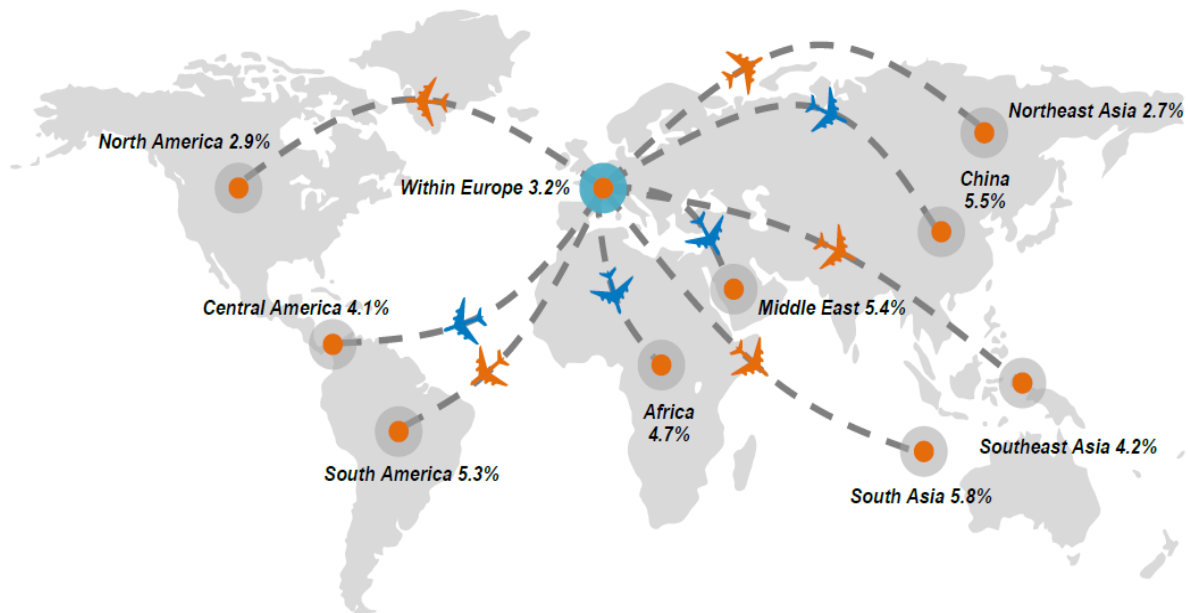 Northeast Asia 2.7%
North America 2.9%
Within Europe 3.2%
China
5.5%
Central America 4.1%
Middle East 5.4%
Africa
4.7%
Southeast Asia 4.2%
South America 5.3%
South Asia 5.8%